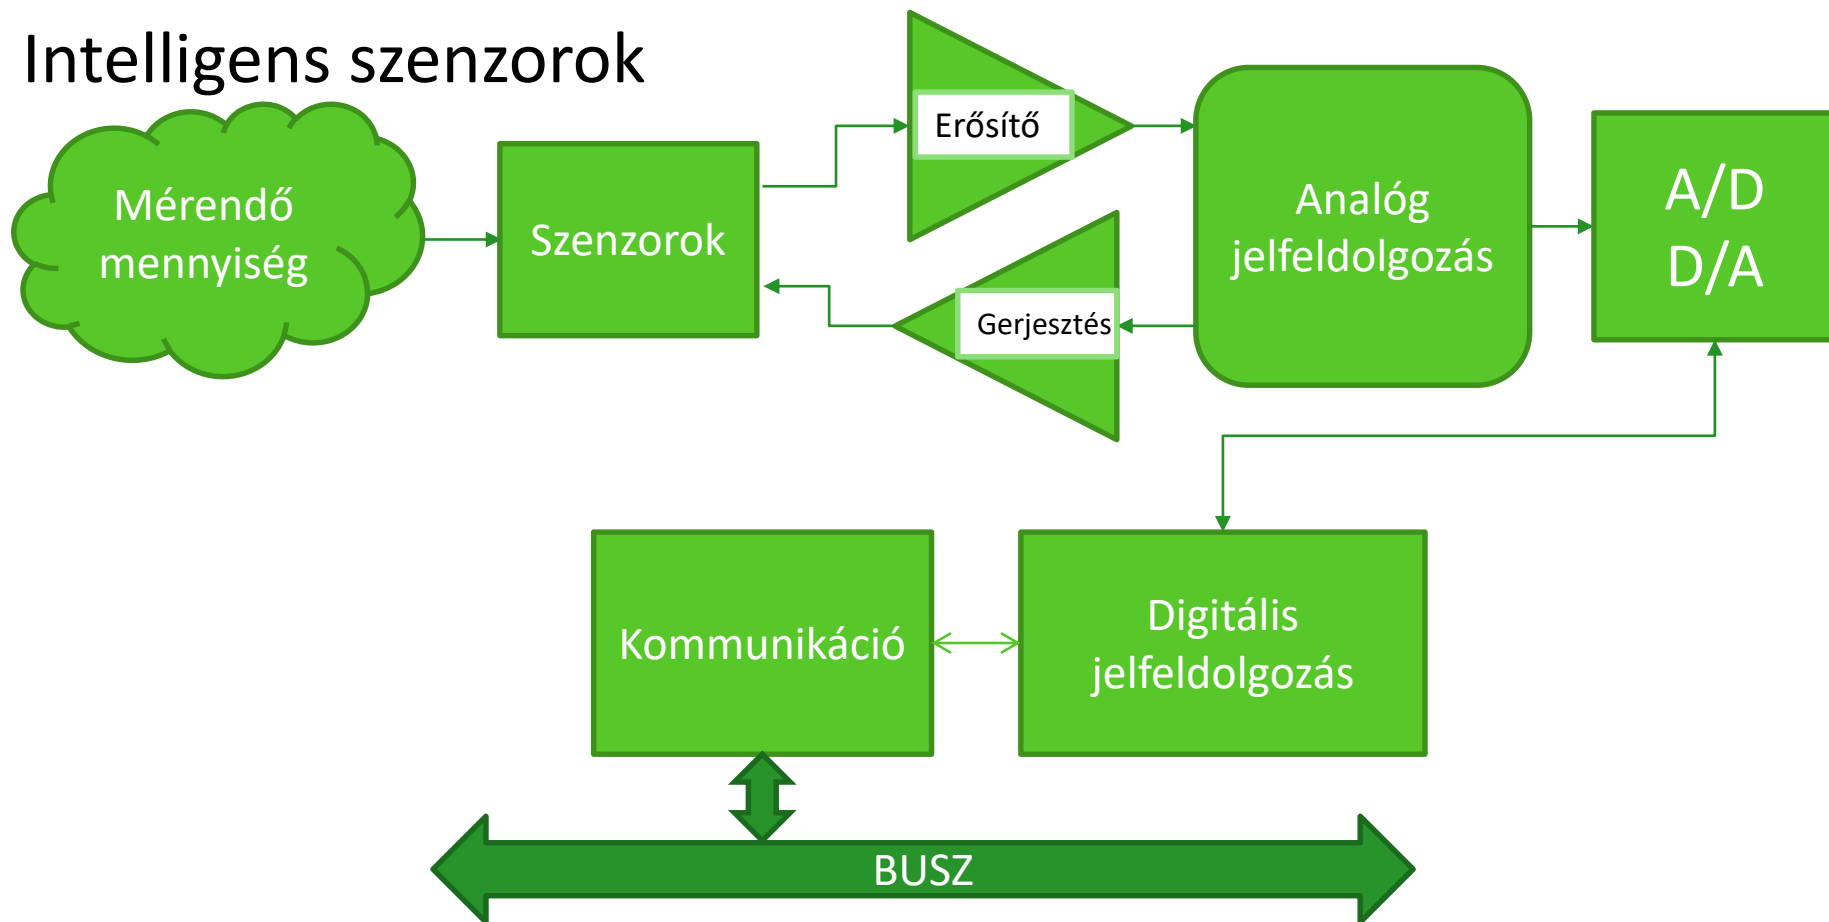 Intelligens szenzorok
Mérendő
mennyiség
Szenzorok
Erősítő
Gerjesztés
Analóg
jelfeldolgozás
A/D
D/A
Kommunikáció
Digitális
jelfeldolgozás
BUSZ